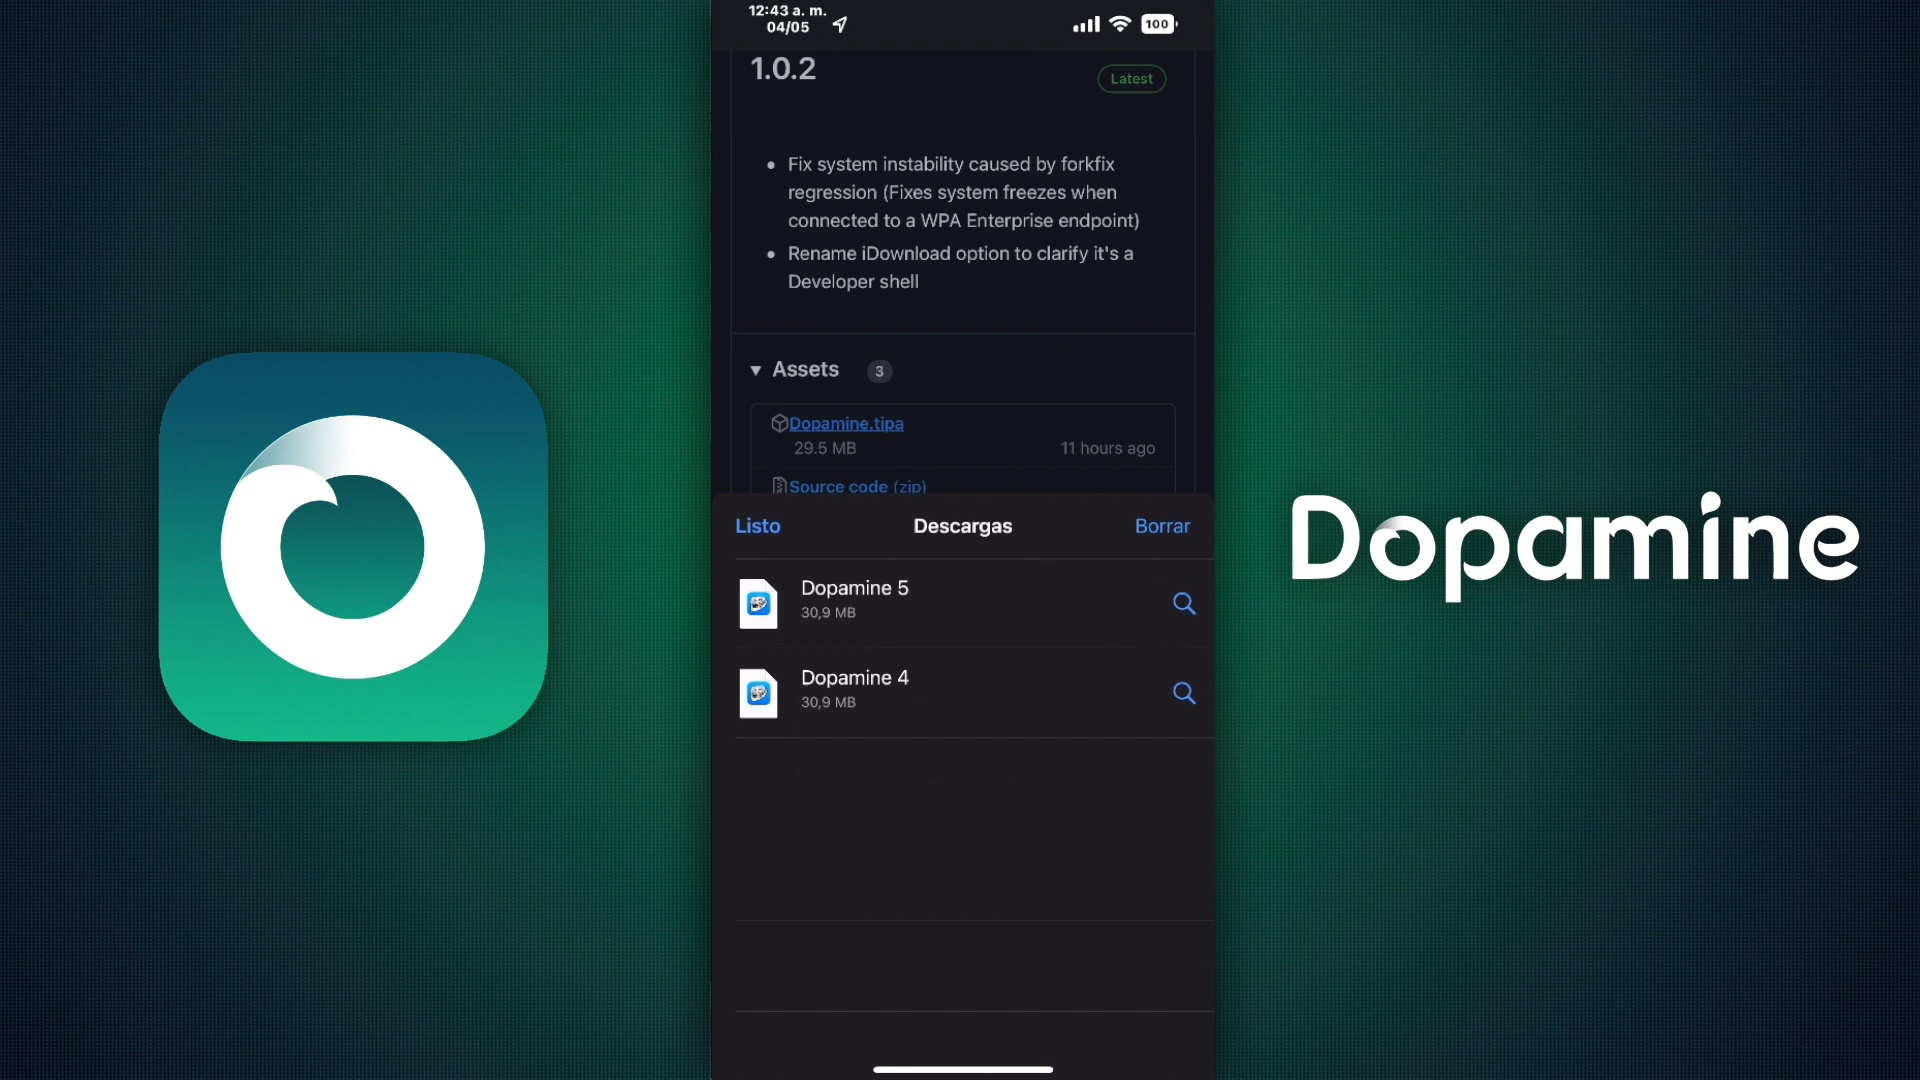 12:43 a. m.
04/05
100
1.0.2
Latest
• Fix system instability caused by forkfix
regression (Fixes system freezes when
connected to a WPA Enterprise endpoint)
• Rename iDownload option to clarify it's a
Developer shell
▼ Assets 3
Dopamine.tipa
29.5 MB 11 hours ago
Source code (zip)
Listo Descargas Borrar
Dopamine 5
30,9 MB
Dopamine 4
30,9 MB
Dopamine